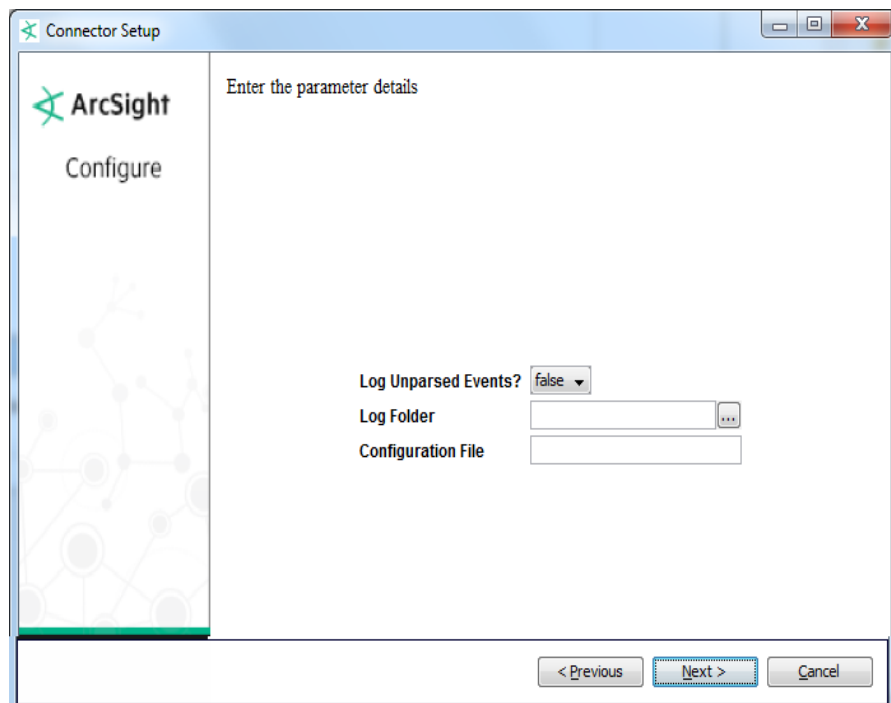 Connector Setup
ArcSight
Configure
Enter the parameter details
Log Unparsed Events? false
Log Folder ...
Configuration File
< Previous Next > Cancel